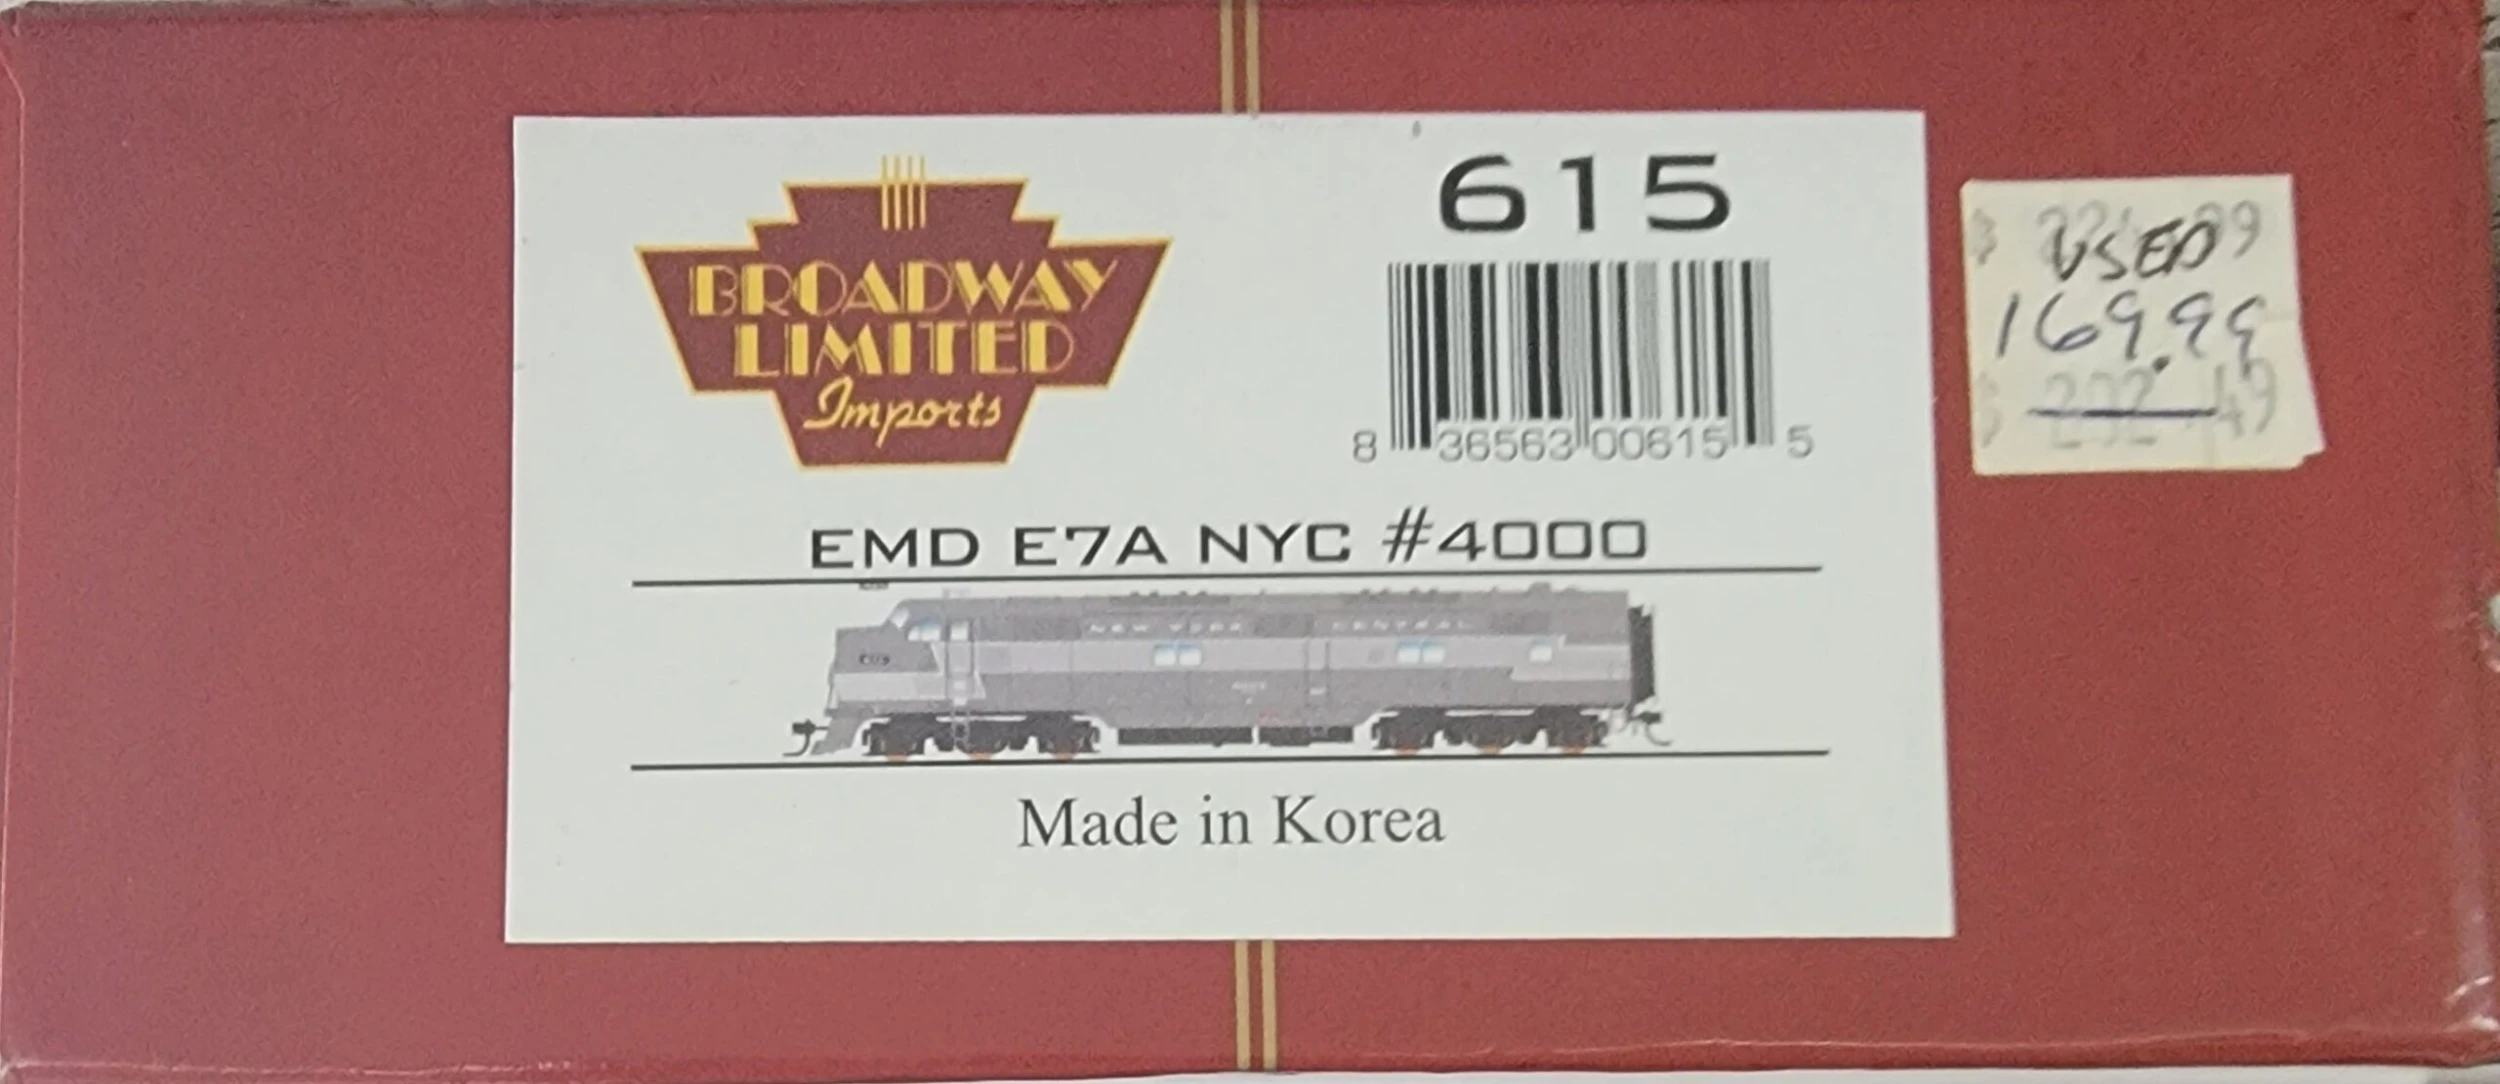 BROADWAY
LIMITED
Imports
615
8 36563 00615 5
EMD E7A NYC #4000
NEW YORK CENTRAL
Made in Korea
USED
169.99